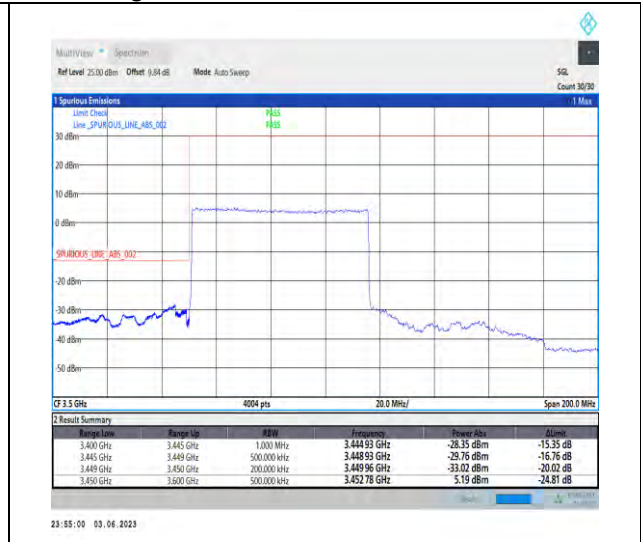 MultiView Spectrum
Ref Level 25.00 dBm Offset 9.84 dB Mode Auto Sweep SGL
Count 30/30
1 Spurious Emissions 1 Max
Limit Check PASS
Line _SPURIOUS_LINE_ABS_002 PASS
30 dBm
20 dBm
10 dBm
0 dBm
_SPURIOUS_LINE_ABS_002
-20 dBm
-30 dBm
-40 dBm
-50 dBm
CF 3.5 GHz 4004 pts 20.0 MHz/ Span 200.0 MHz
2 Result Summary
Range Low Range Up RBW Frequency Power Abs ΔLimit
3.400 GHz 3.445 GHz 1.000 MHz 3.444 93 GHz -28.35 dBm -15.35 dB
3.445 GHz 3.449 GHz 500.000 kHz 3.448 93 GHz -29.76 dBm -16.76 dB
3.449 GHz 3.450 GHz 200.000 kHz 3.449 96 GHz -33.02 dBm -20.02 dB
3.450 GHz 3.600 GHz 500.000 kHz 3.452 78 GHz 5.19 dBm -24.81 dB
23:55:00 03.06.2023